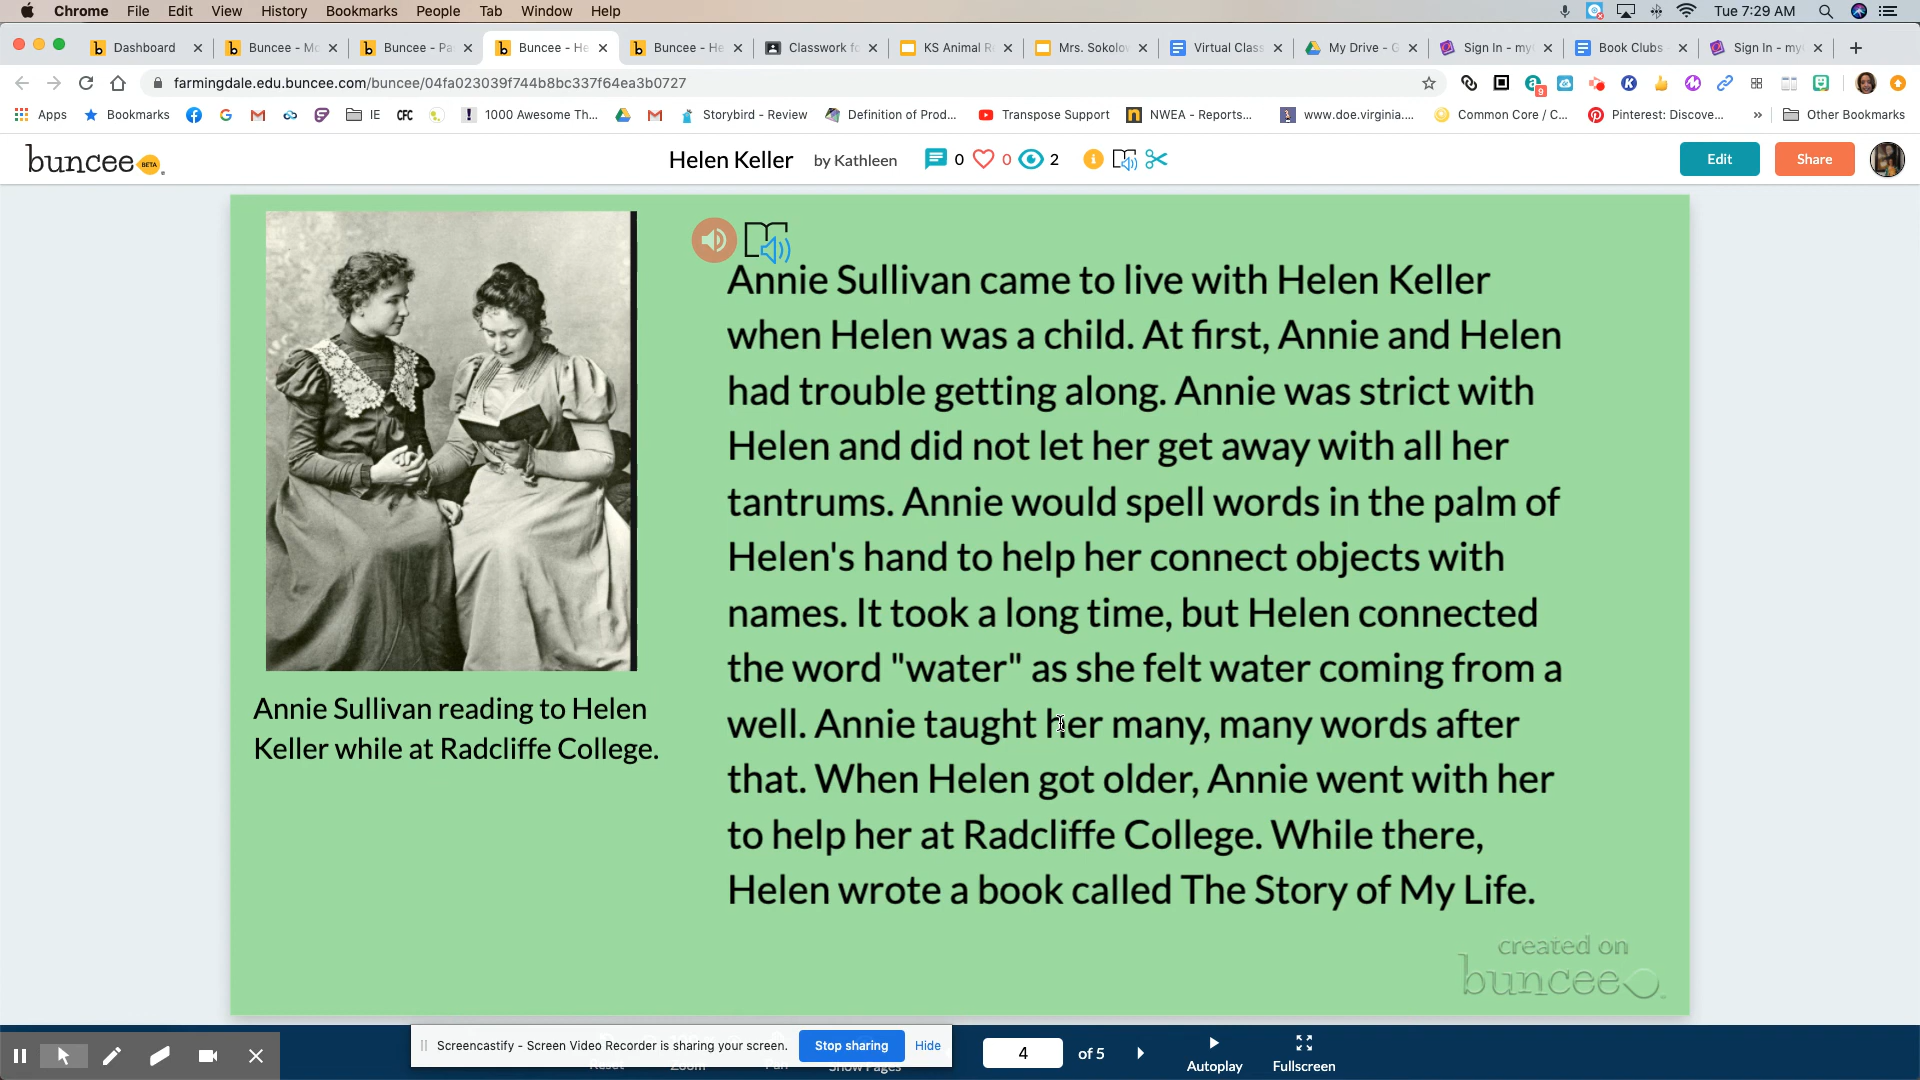 Chrome File Edit View History Bookmarks People Tab Window Help Tue 7:29 AM
Dashboard Buncee - Mo Buncee - Pa Buncee - He Buncee - He Classwork fo KS Animal R Mrs. Sokolow Virtual Class My Drive - G Sign In - my Book Clubs Sign In - my
farmingdale.edu.buncee.com/buncee/04fa023039f744b8bc337f64ea3b0727
9
Apps Bookmarks IE CFC 1000 Awesome Th... Storybird - Review Definition of Prod... Transpose Support NWEA - Reports... www.doe.virginia.... Common Core / C... Pinterest: Discove... » Other Bookmarks
buncee BETA Helen Keller by Kathleen 0 0 2 Edit Share
Annie Sullivan came to live with Helen Keller
when Helen was a child. At first, Annie and Helen
had trouble getting along. Annie was strict with
Helen and did not let her get away with all her
tantrums. Annie would spell words in the palm of
Helen's hand to help her connect objects with
names. It took a long time, but Helen connected
the word "water" as she felt water coming from a
well. Annie taught her many, many words after
that. When Helen got older, Annie went with her
to help her at Radcliffe College. While there,
Helen wrote a book called The Story of My Life.
Annie Sullivan reading to Helen
Keller while at Radcliffe College.
created on
buncee
Screencastify - Screen Video Recorder is sharing your screen. Stop sharing Hide
4 of 5
Autoplay Fullscreen